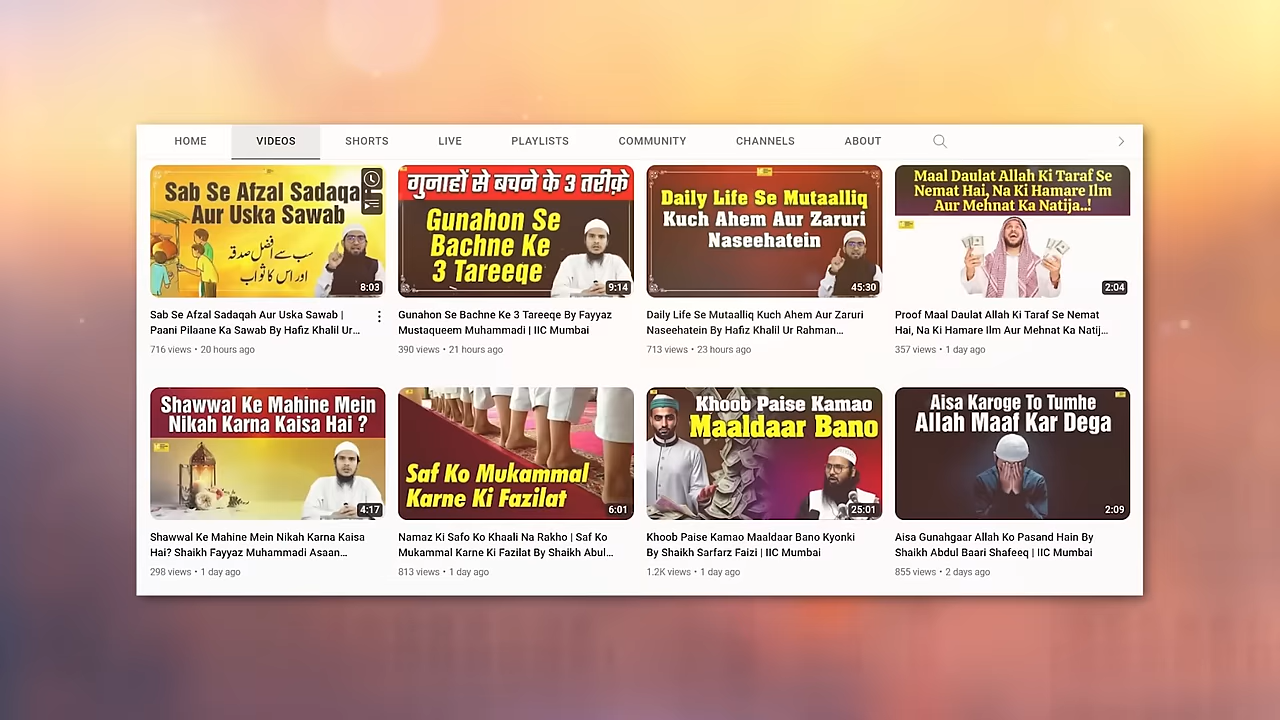 HOME VIDEOS SHORTS LIVE PLAYLISTS COMMUNITY CHANNELS ABOUT
Sab Se Afzal Sadaqa
Aur Uska Sawab
سب سے افضل صدقہ
اور اس کا ثواب
8:03
Sab Se Afzal Sadaqah Aur Uska Sawab |
Paani Pilaane Ka Sawab By Hafiz Khalil Ur...
716 views • 20 hours ago
गुनाहों से बचने के 3 तरीक़े
Gunahon Se
Bachne Ke
3 Tareeqe
9:14
Gunahon Se Bachne Ke 3 Tareeqe By Fayyaz
Mustaqueem Muhammadi | IIC Mumbai
390 views • 21 hours ago
Daily Life Se Mutaalliq
Kuch Ahem Aur Zaruri
Naseehatein
45:30
Daily Life Se Mutaalliq Kuch Ahem Aur Zaruri
Naseehatein By Hafiz Khalil Ur Rahman...
713 views • 23 hours ago
Maal Daulat Allah Ki Taraf Se
Nemat Hai, Na Ki Hamare Ilm
Aur Mehnat Ka Natija..!
2:04
Proof Maal Daulat Allah Ki Taraf Se Nemat
Hai, Na Ki Hamare Ilm Aur Mehnat Ka Natij...
357 views • 1 day ago
Shawwal Ke Mahine Mein
Nikah Karna Kaisa Hai ?
4:17
Shawwal Ke Mahine Mein Nikah Karna Kaisa
Hai? Shaikh Fayyaz Muhammadi Asaan...
298 views • 1 day ago
Saf Ko Mukammal
Karne Ki Fazilat
6:01
Namaz Ki Safo Ko Khaali Na Rakho | Saf Ko
Mukammal Karne Ki Fazilat By Shaikh Abul...
813 views • 1 day ago
Khoob Paise Kamao
Maaldaar Bano
25:01
Khoob Paise Kamao Maaldaar Bano Kyonki
By Shaikh Sarfarz Faizi | IIC Mumbai
1.2K views • 1 day ago
Aisa Karoge To Tumhe
Allah Maaf Kar Dega
2:09
Aisa Gunahgaar Allah Ko Pasand Hain By
Shaikh Abdul Baari Shafeeq | IIC Mumbai
855 views • 2 days ago